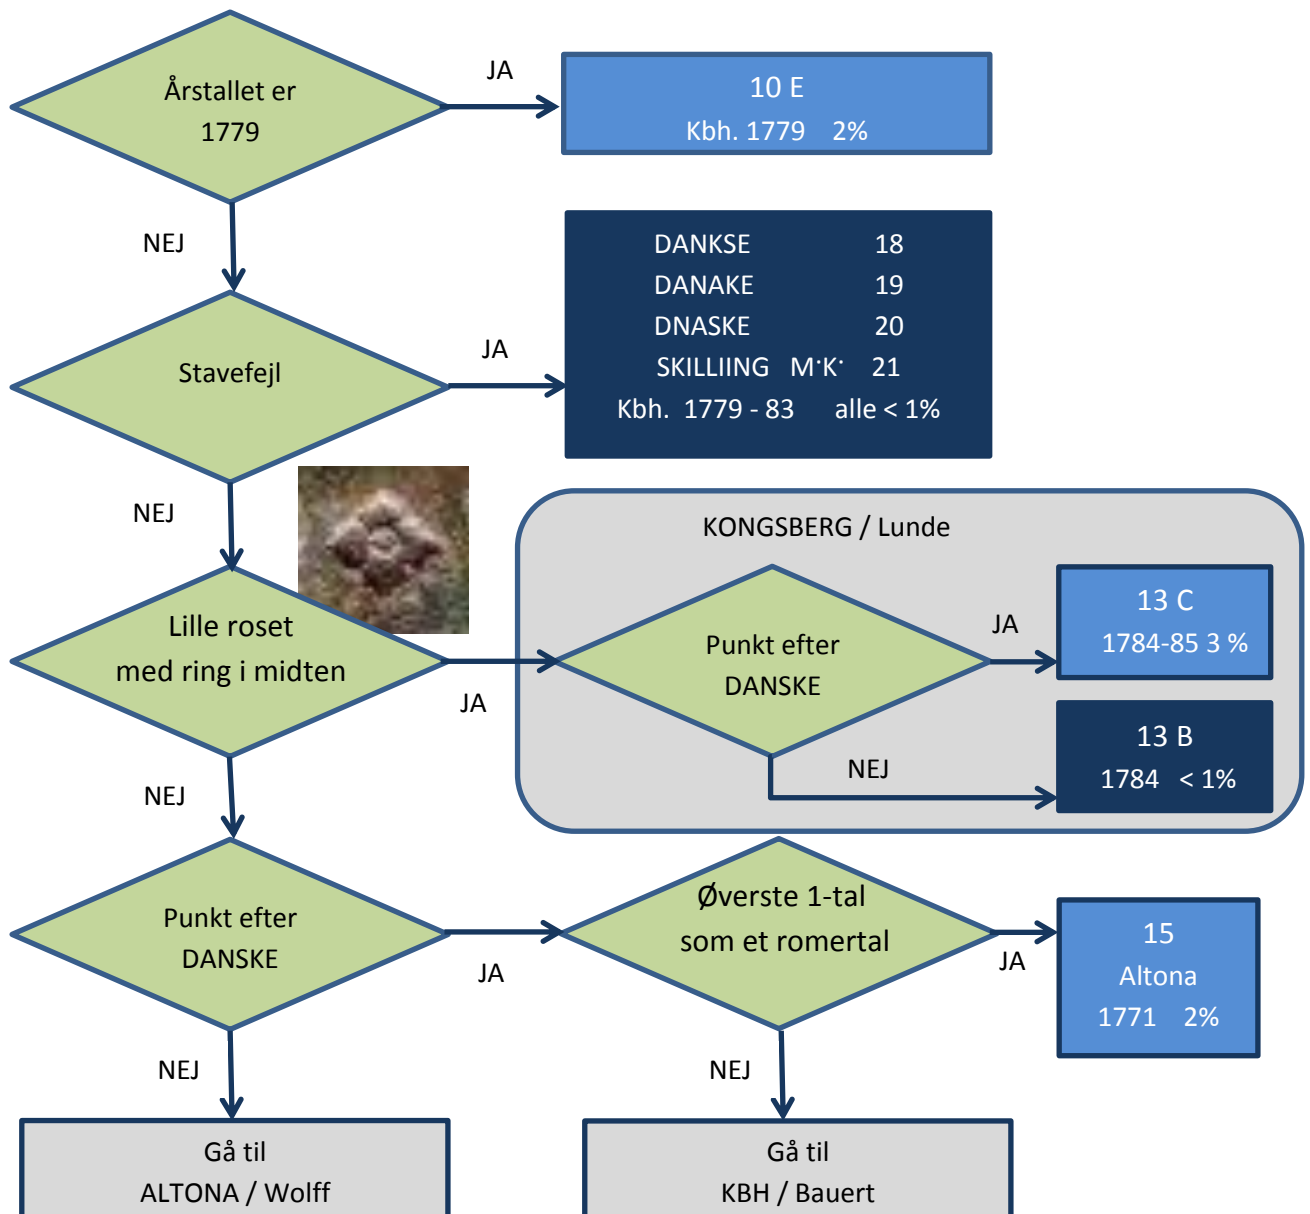 Årstallet er
1779
JA
10 E
Kbh. 1779 2%
NEJ
Stavefejl
JA
DANKSE 18
DANAKE 19
DNASKE 20
SKILLIING M·K· 21
Kbh. 1779 - 83 alle < 1%
NEJ
Lille roset
med ring i midten
JA
KONGSBERG / Lunde
Punkt efter
DANSKE
JA
13 C
1784-85 3 %
NEJ
13 B
1784 < 1%
NEJ
Punkt efter
DANSKE
JA
Øverste 1-tal
som et romertal
JA
15
Altona
1771 2%
NEJ
Gå til
ALTONA / Wolff
NEJ
Gå til
KBH / Bauert